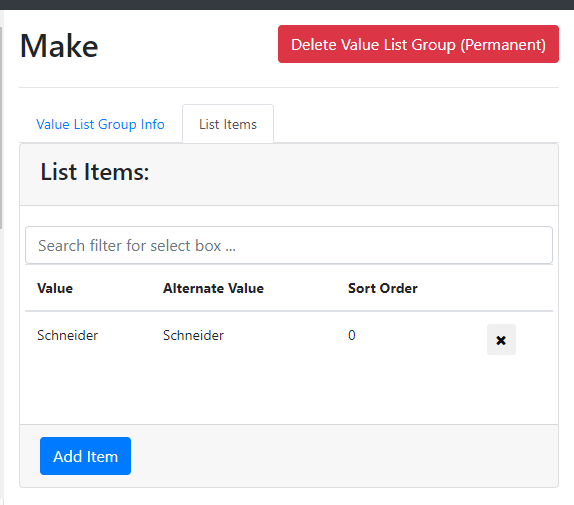 Make
Delete Value List Group (Permanent)
Value List Group Info
List Items
List Items:
Search filter for select box ...
Value Alternate Value Sort Order
Schneider Schneider 0
Add Item